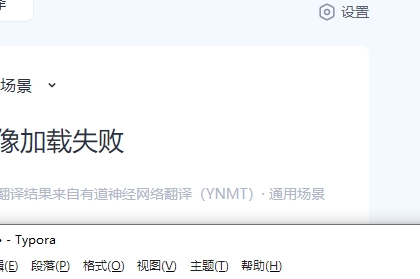 设置
场景
像加载失败
翻译结果来自有道神经网络翻译（YNMT）· 通用场景
- Typora
(E) 段落(P) 格式(O) 视图(V) 主题(T) 帮助(H)